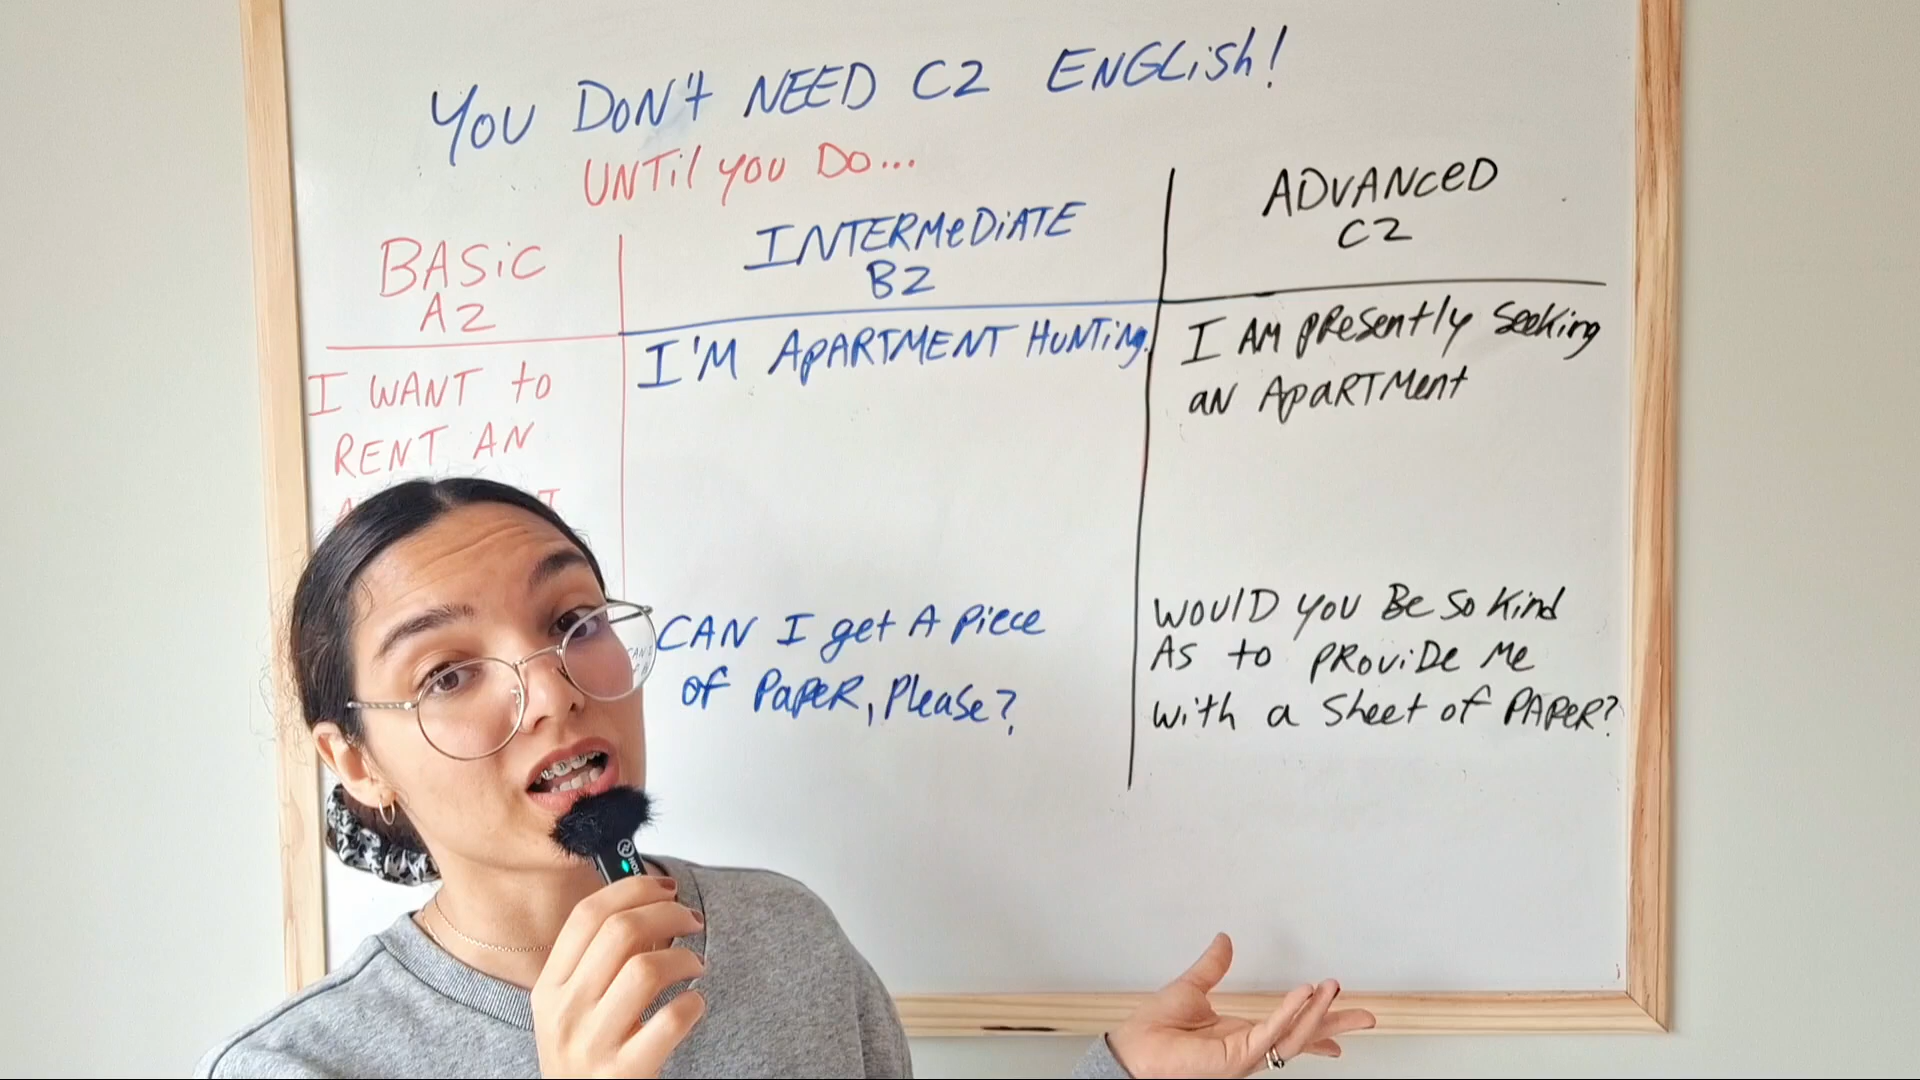 YOU DON't NEED C2 ENGLiSh!
UNTiL you Do...
BASiC
A2
I WANT to
RENT AN
INTERMeDiATE
B2
I'M APARTMENT HUNTiNg.
CAN I get A Piece
of PaPeR, Please?
ADVANCeD
C2
I AM pResently Seeking
aN ApaRTMent
WOUlD you Be So KinD
As to pRoviDe Me
with a Sheet of PAPeR?